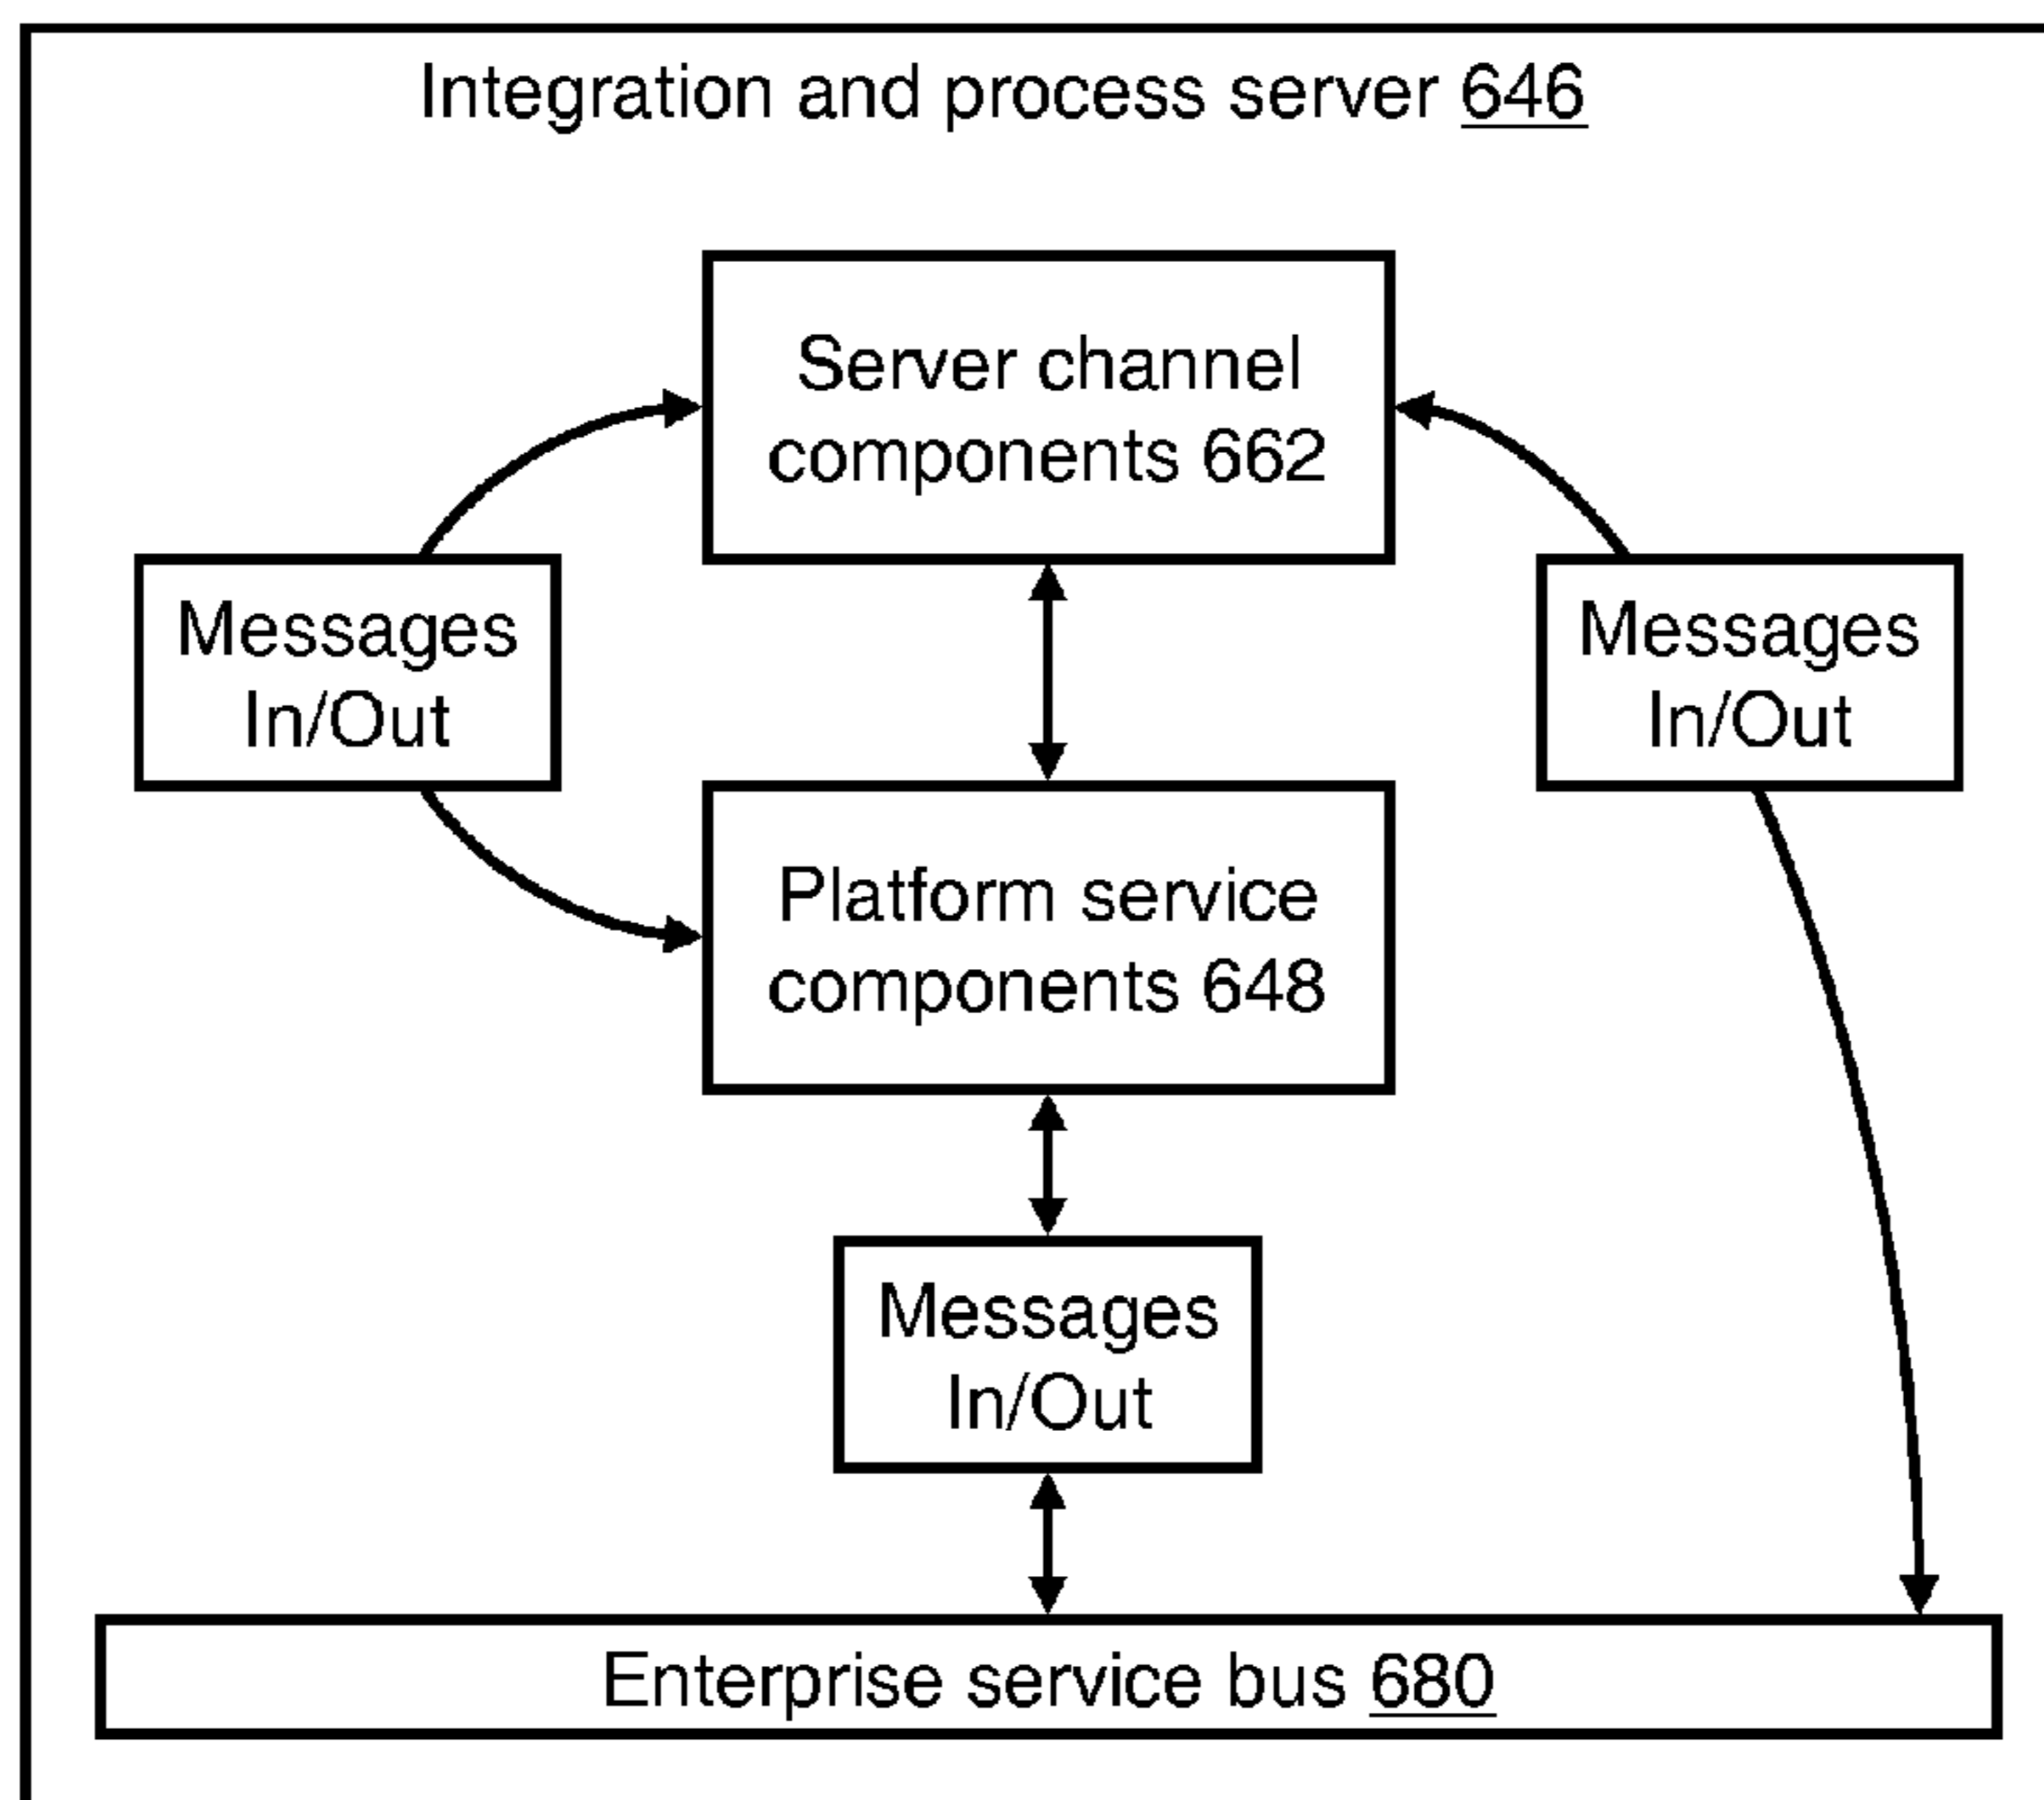 Integration and process server 646
Server channel
components 662
Messages
In/Out
Messages
In/Out
Platform service
components 648
Messages
In/Out
Enterprise service bus 680